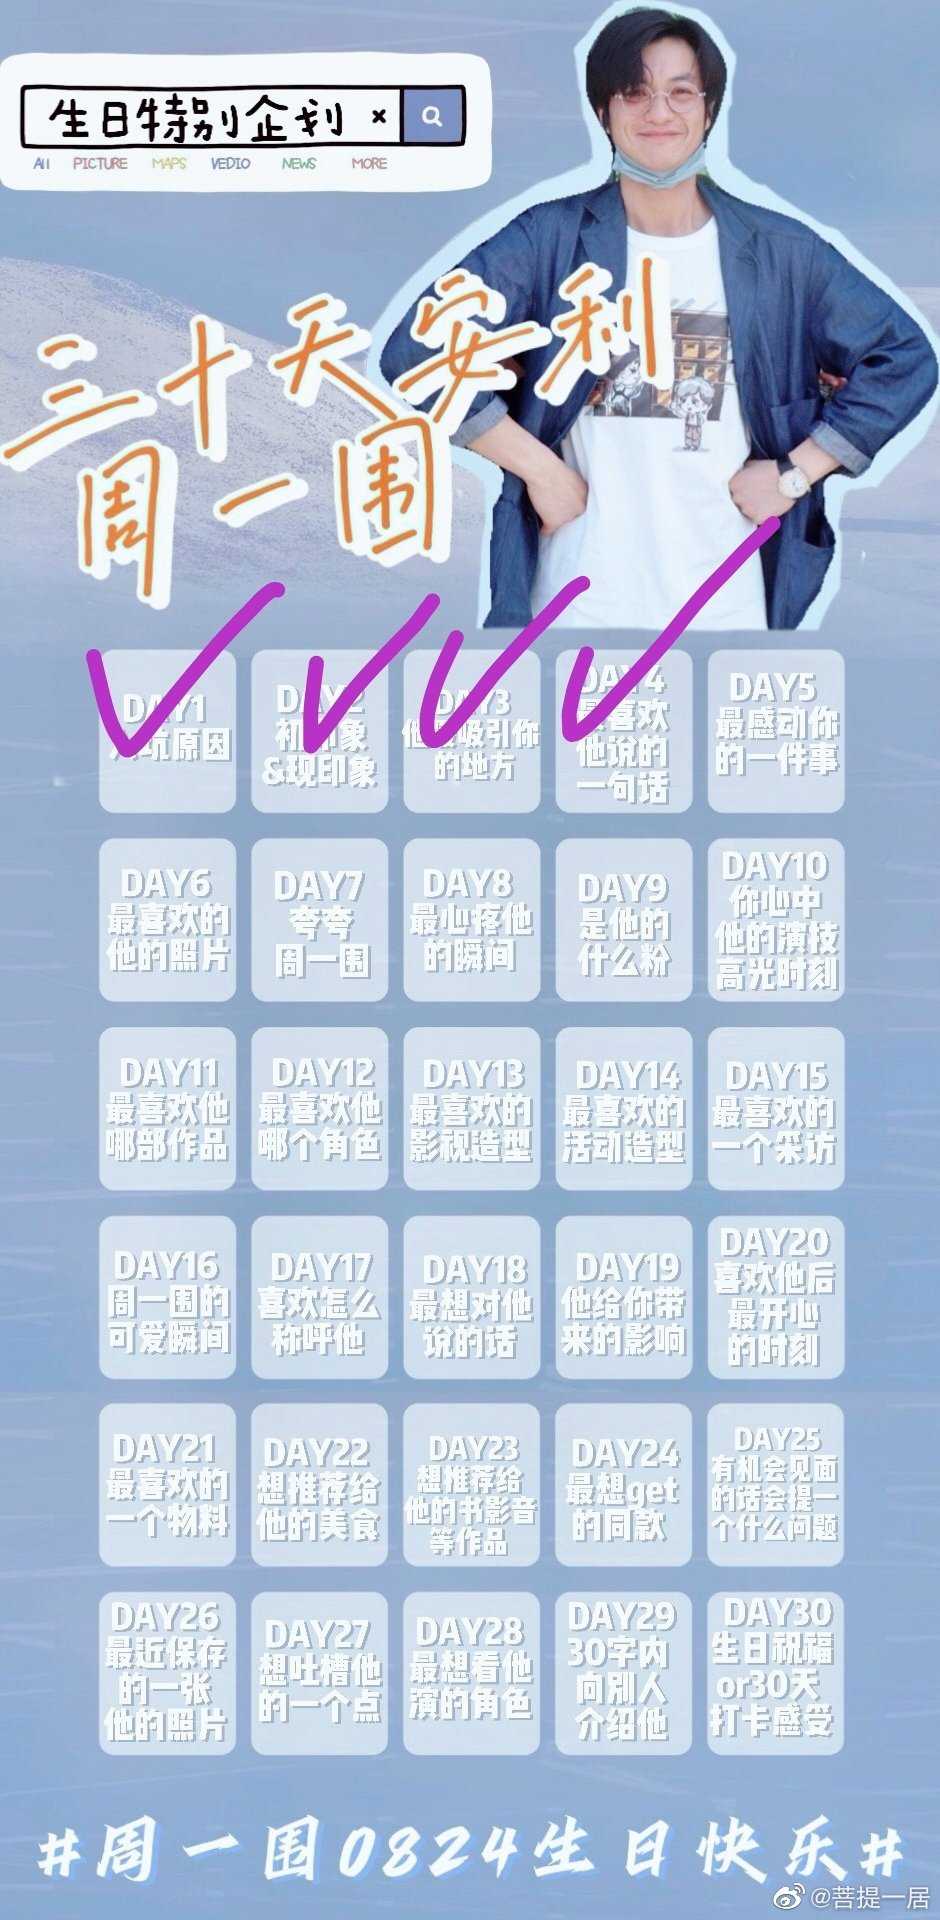 生日特别企划 ×
All PICTURE MAPS VEDIO NEWS MORE
三十天安利
周一围
DAY1
坑原因
DAY2
初印象
&现印象
DAY3
他最吸引你
的地方
DAY4
最喜欢
他说的
一句话
DAY5
最感动你
的一件事
DAY6
最喜欢的
他的照片
DAY7
夸夸
周一围
DAY8
最心疼他
的瞬间
DAY9
是他的
什么粉
DAY10
你心中
他的演技
高光时刻
DAY11
最喜欢他
哪部作品
DAY12
最喜欢他
哪个角色
DAY13
最喜欢的
影视造型
DAY14
最喜欢的
活动造型
DAY15
最喜欢的
一个采访
DAY16
周一围的
可爱瞬间
DAY17
喜欢怎么
称呼他
DAY18
最想对他
说的话
DAY19
他给你带
来的影响
DAY20
喜欢他后
最开心
的时刻
DAY21
最喜欢的
一个物料
DAY22
想推荐给
他的美食
DAY23
想推荐给
他的书影音
等作品
DAY24
最想get
的同款
DAY25
有机会见面
的话会提一
个什么问题
DAY26
最近保存
的一张
他的照片
DAY27
想吐槽他
的一个点
DAY28
最想看他
演的角色
DAY29
30字内
向别人
介绍他
DAY30
生日祝福
or30天
打卡感受
#周一围0824生日快乐#
@菩提一居